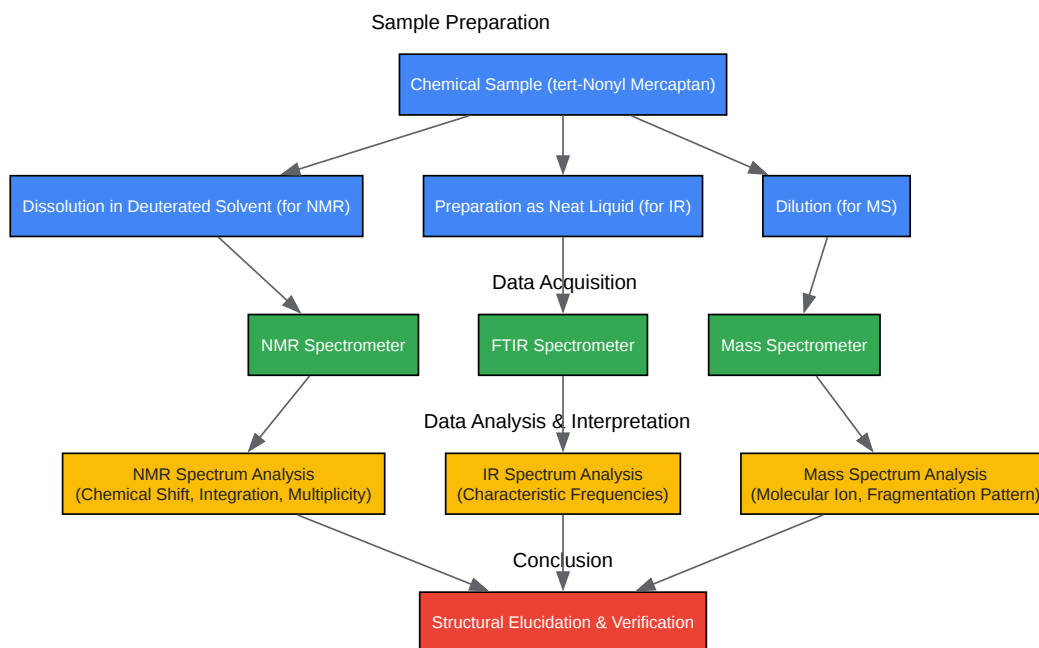 Sample Preparation
Chemical Sample (tert-Nonyl Mercaptan)
Dissolution in Deuterated Solvent (for NMR)
Preparation as Neat Liquid (for IR)
Dilution (for MS)
Data Acquisition
NMR Spectrometer
FTIR Spectrometer
Mass Spectrometer
Data Analysis & Interpretation
NMR Spectrum Analysis
(Chemical Shift, Integration, Multiplicity)
IR Spectrum Analysis
(Characteristic Frequencies)
Mass Spectrum Analysis
(Molecular Ion, Fragmentation Pattern)
Conclusion
Structural Elucidation & Verification